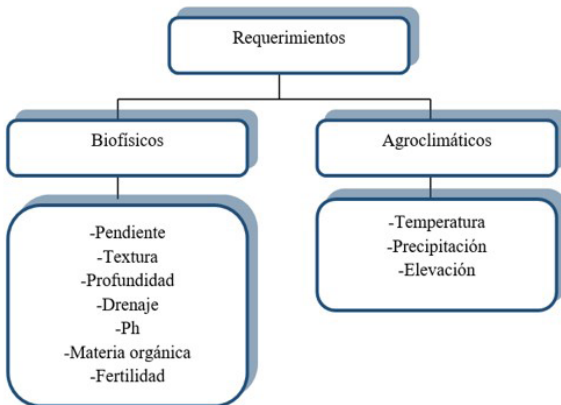 Requerimientos
Biofísicos
Agroclimáticos
-Pendiente
-Textura
-Profundidad
-Drenaje
-Ph
-Materia orgánica
-Fertilidad
-Temperatura
-Precipitación
-Elevación